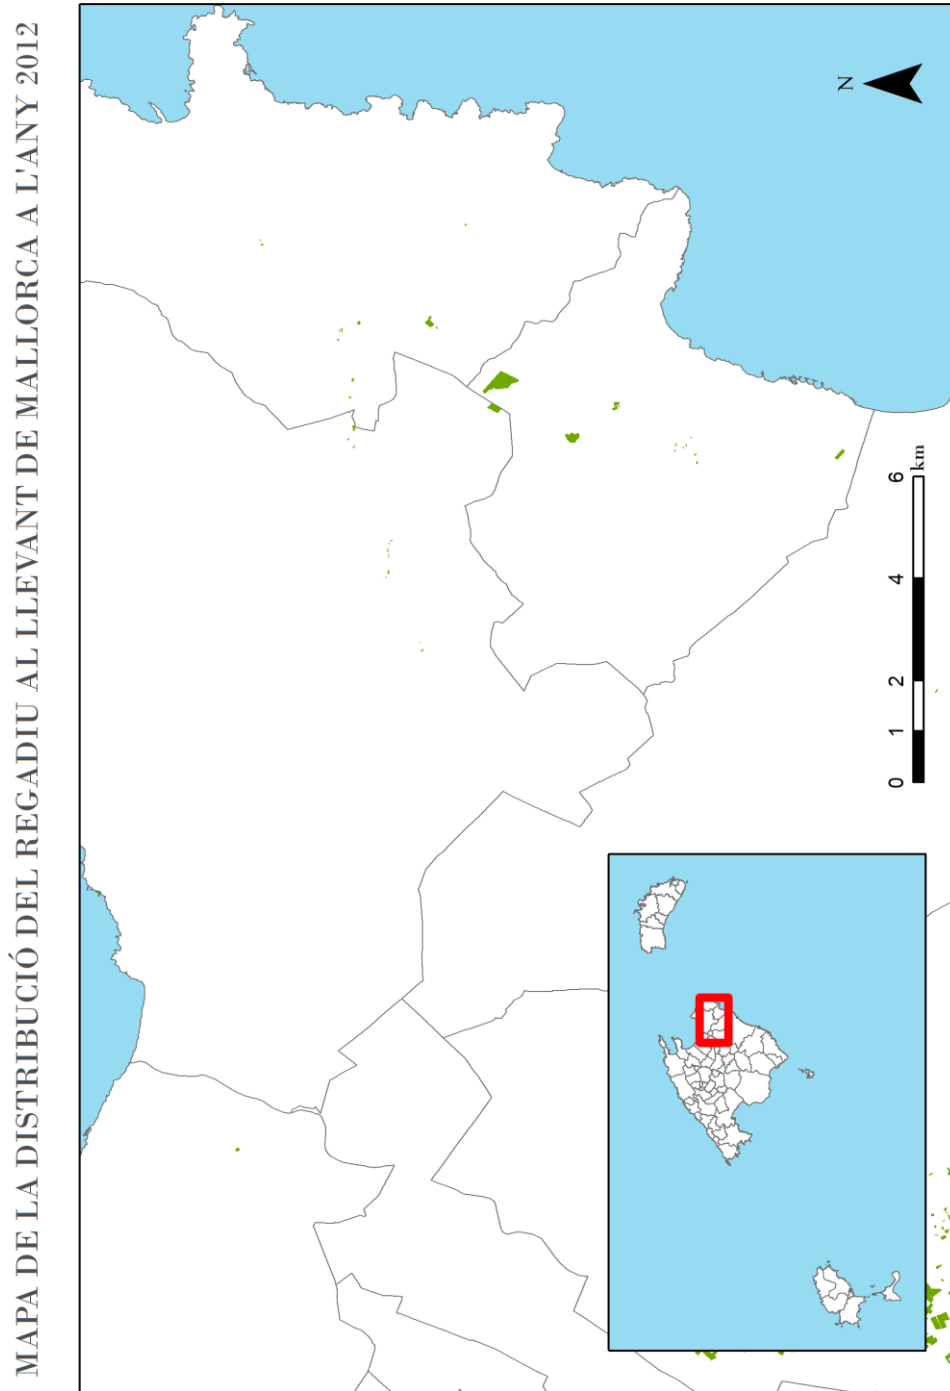 MAPA DE LA DISTRIBUCIÓ DEL REGADIU AL LLEVANT DE MALLORCA A L'ANY 2012
N
0 1 2 4 6
km